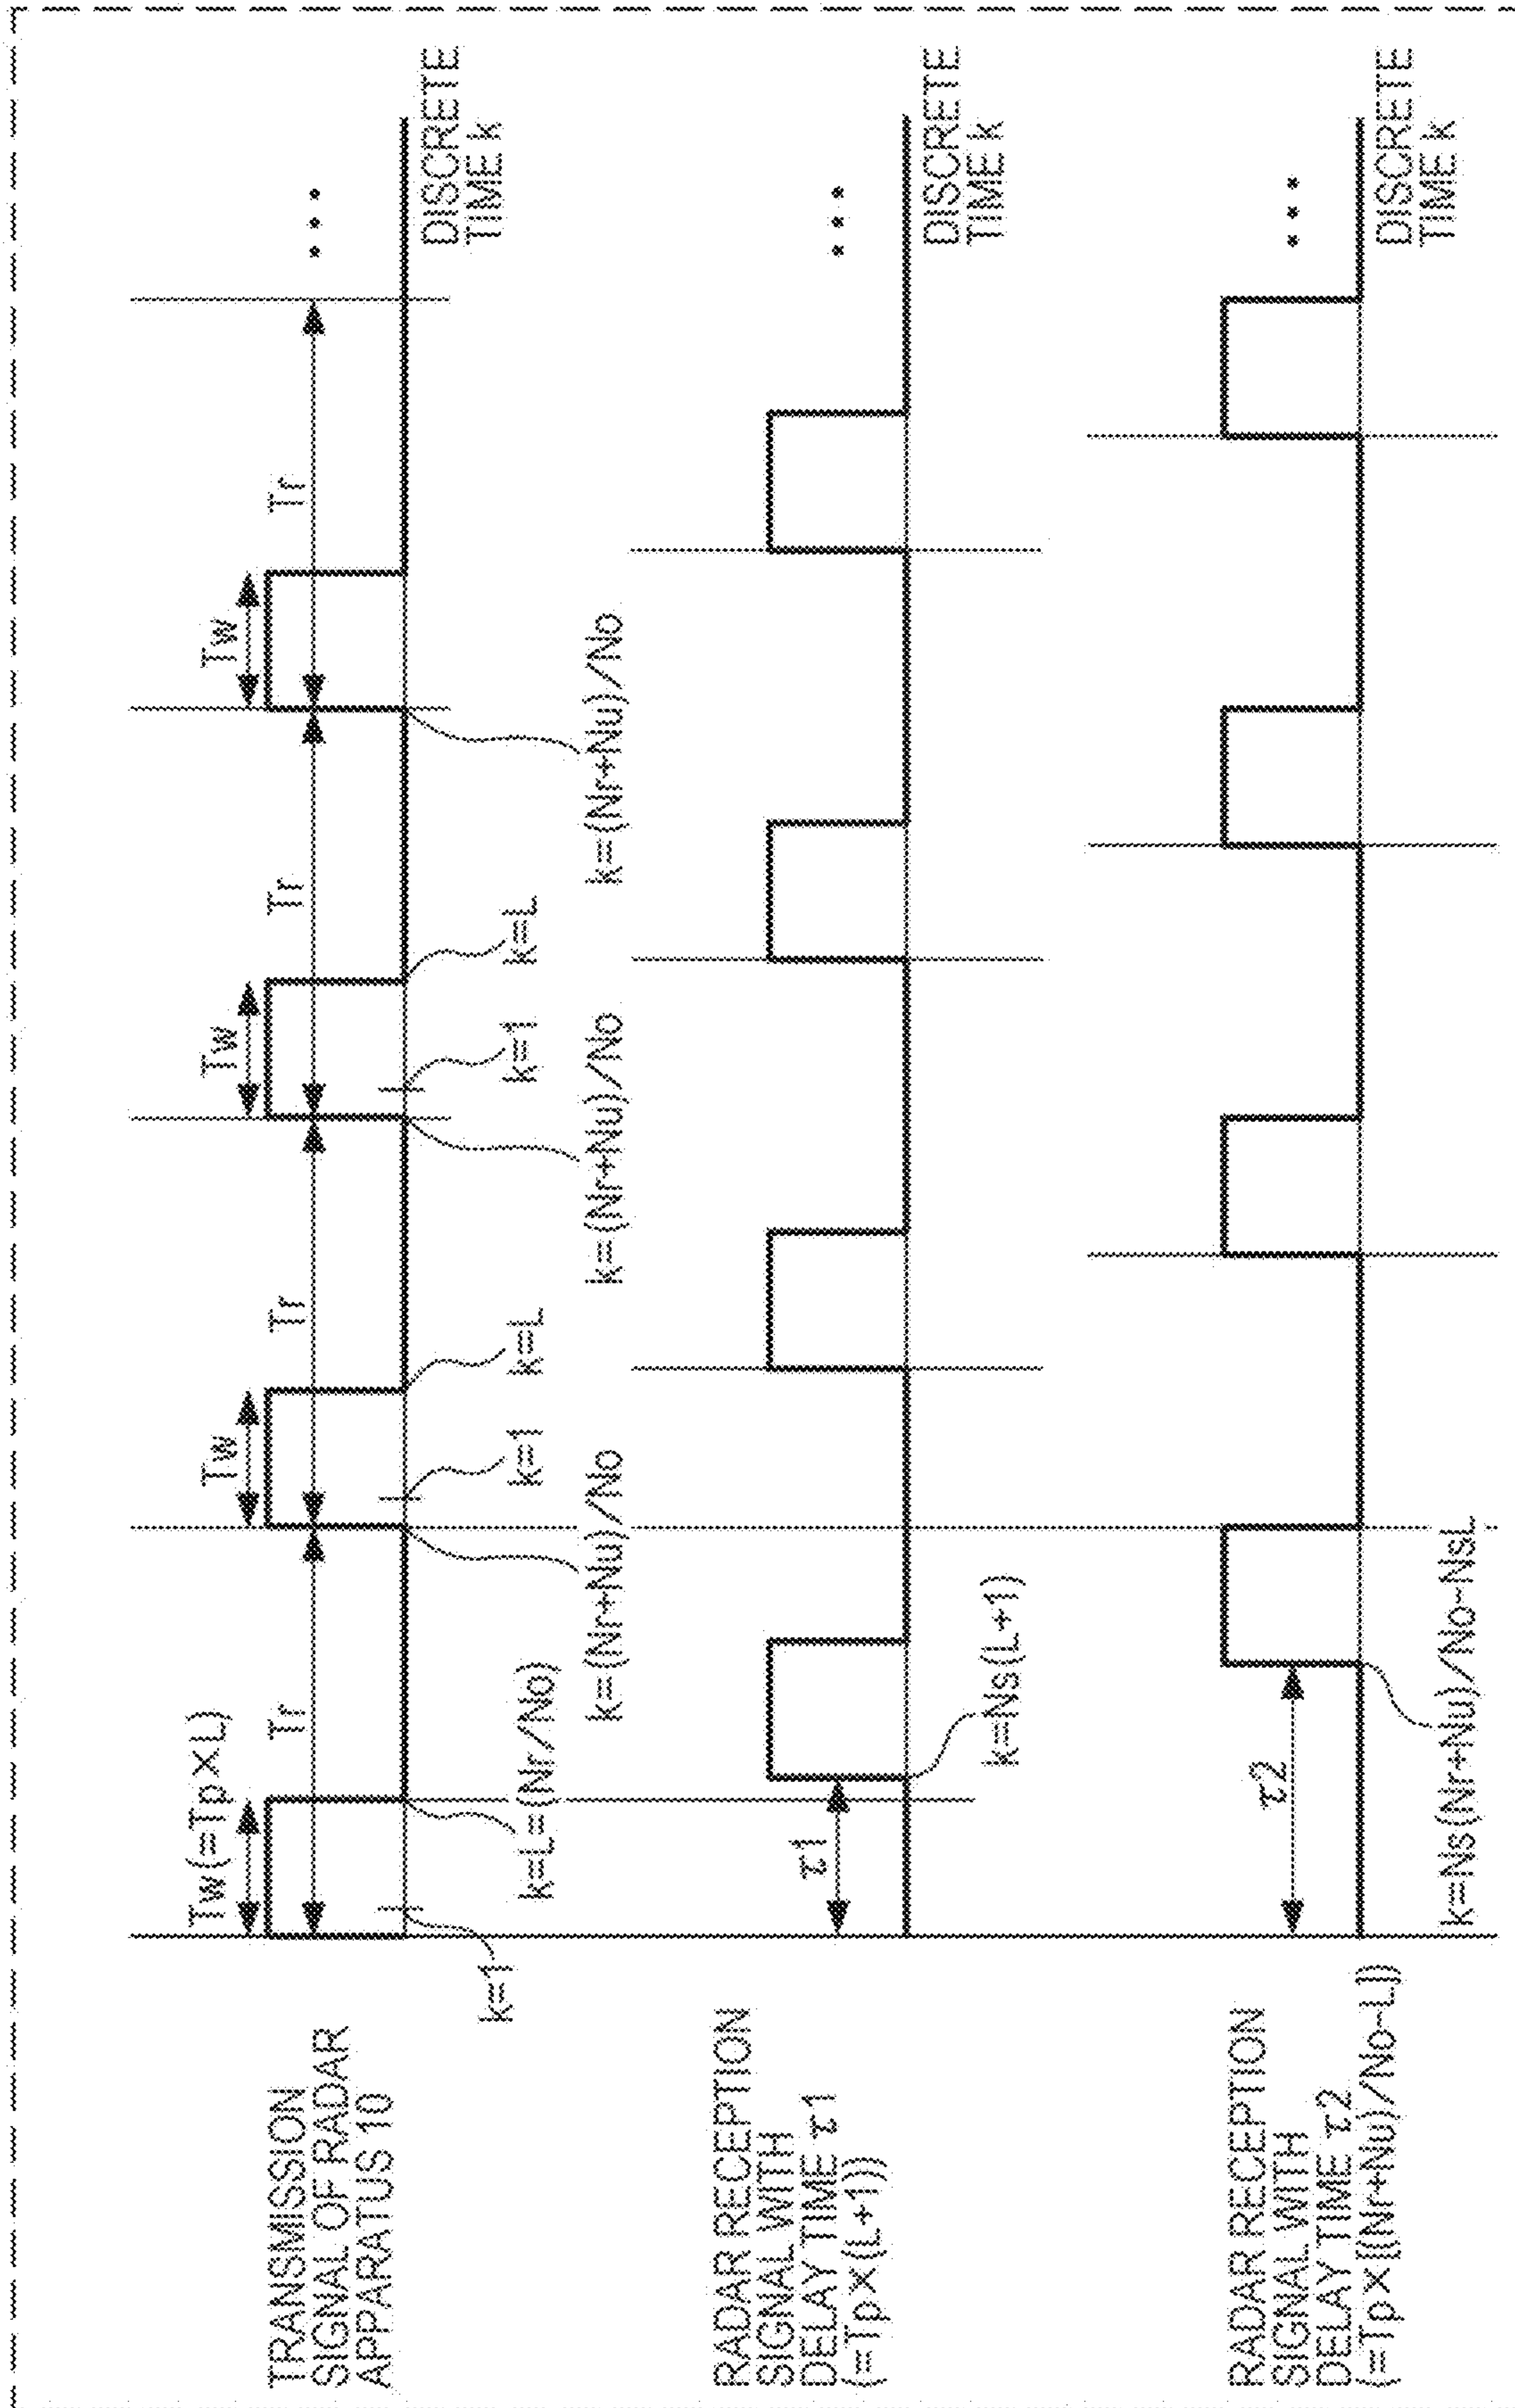 TRANSMISSION
SIGNAL OF RADAR
APPARATUS 10
Tw(=Tp×L)
Tw
Tw
Tw
Tr
Tr
Tr
Tr
...
k=1
k=L=(Nr/No)
k=(Nr+Nu)/No
k=1
k=L
k=(Nr+Nu)/No
k=1
k=L
k=(Nr+Nu)/No
DISCRETE
TIME k
RADAR RECEPTION
SIGNAL WITH
DELAY TIME τ1
(=Tp×(L+1))
τ1
k=Ns(L+1)
...
DISCRETE
TIME k
RADAR RECEPTION
SIGNAL WITH
DELAY TIME τ2
(=Tp×[(Nr+Nu)/No-L])
τ2
k=Ns(Nr+Nu)/No-NsL
...
DISCRETE
TIME k